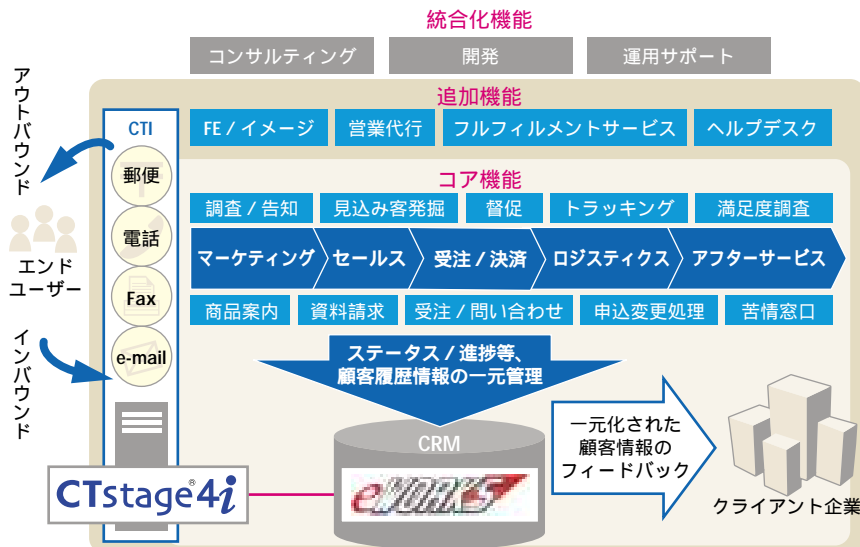 統合化機能
コンサルティング
開発
運用サポート
追加機能
FE / イメージ
営業代行
フルフィルメントサービス
ヘルプデスク
アウトバウンド
エンド
ユーザー
インバウンド
CTI
郵便
電話
Fax
e-mail
コア機能
調査 / 告知
見込み客発掘
督促
トラッキング
満足度調査
マーケティング
セールス
受注 / 決済
ロジスティクス
アフターサービス
商品案内
資料請求
受注 / 問い合わせ
申込変更処理
苦情窓口
ステータス / 進捗等、
顧客履歴情報の一元管理
CRM
eWORKS
CTstage®4i
一元化された
顧客情報の
フィードバック
クライアント企業